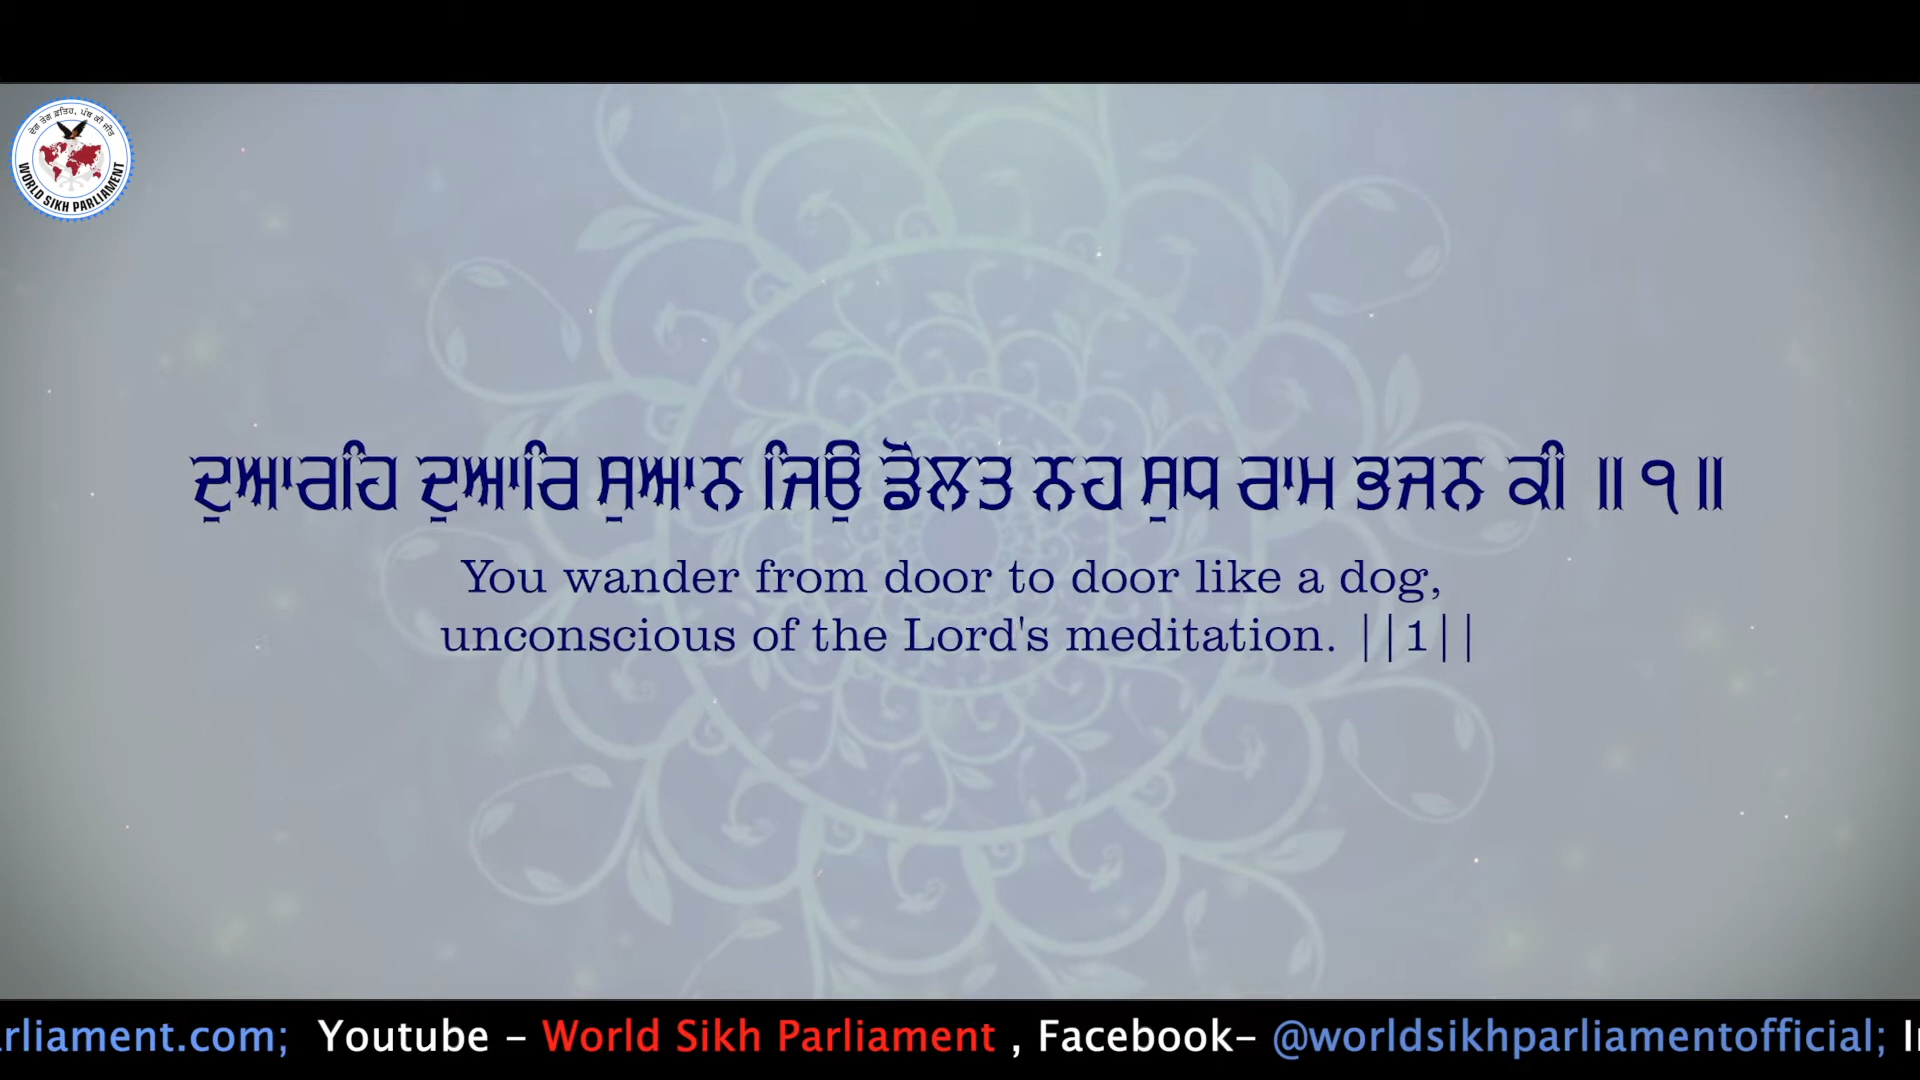 ਦੇਗ ਤੇਗ ਫ਼ਤਿਹ, ਪੰਥ ਕੀ ਜੀਤ
WORLD SIKH PARLIAMENT
ਦੁਆਰਹਿ ਦੁਆਰਿ ਸੁਆਨ ਜਿਉ ਡੋਲਤ ਨਹ ਸੁਧ ਰਾਮ ਭਜਨ ਕੀ ॥੧॥
You wander from door to door like a dog,
unconscious of the Lord's meditation. ||1||
rliament.com; Youtube – World Sikh Parliament , Facebook– @worldsikhparliamentofficial; I